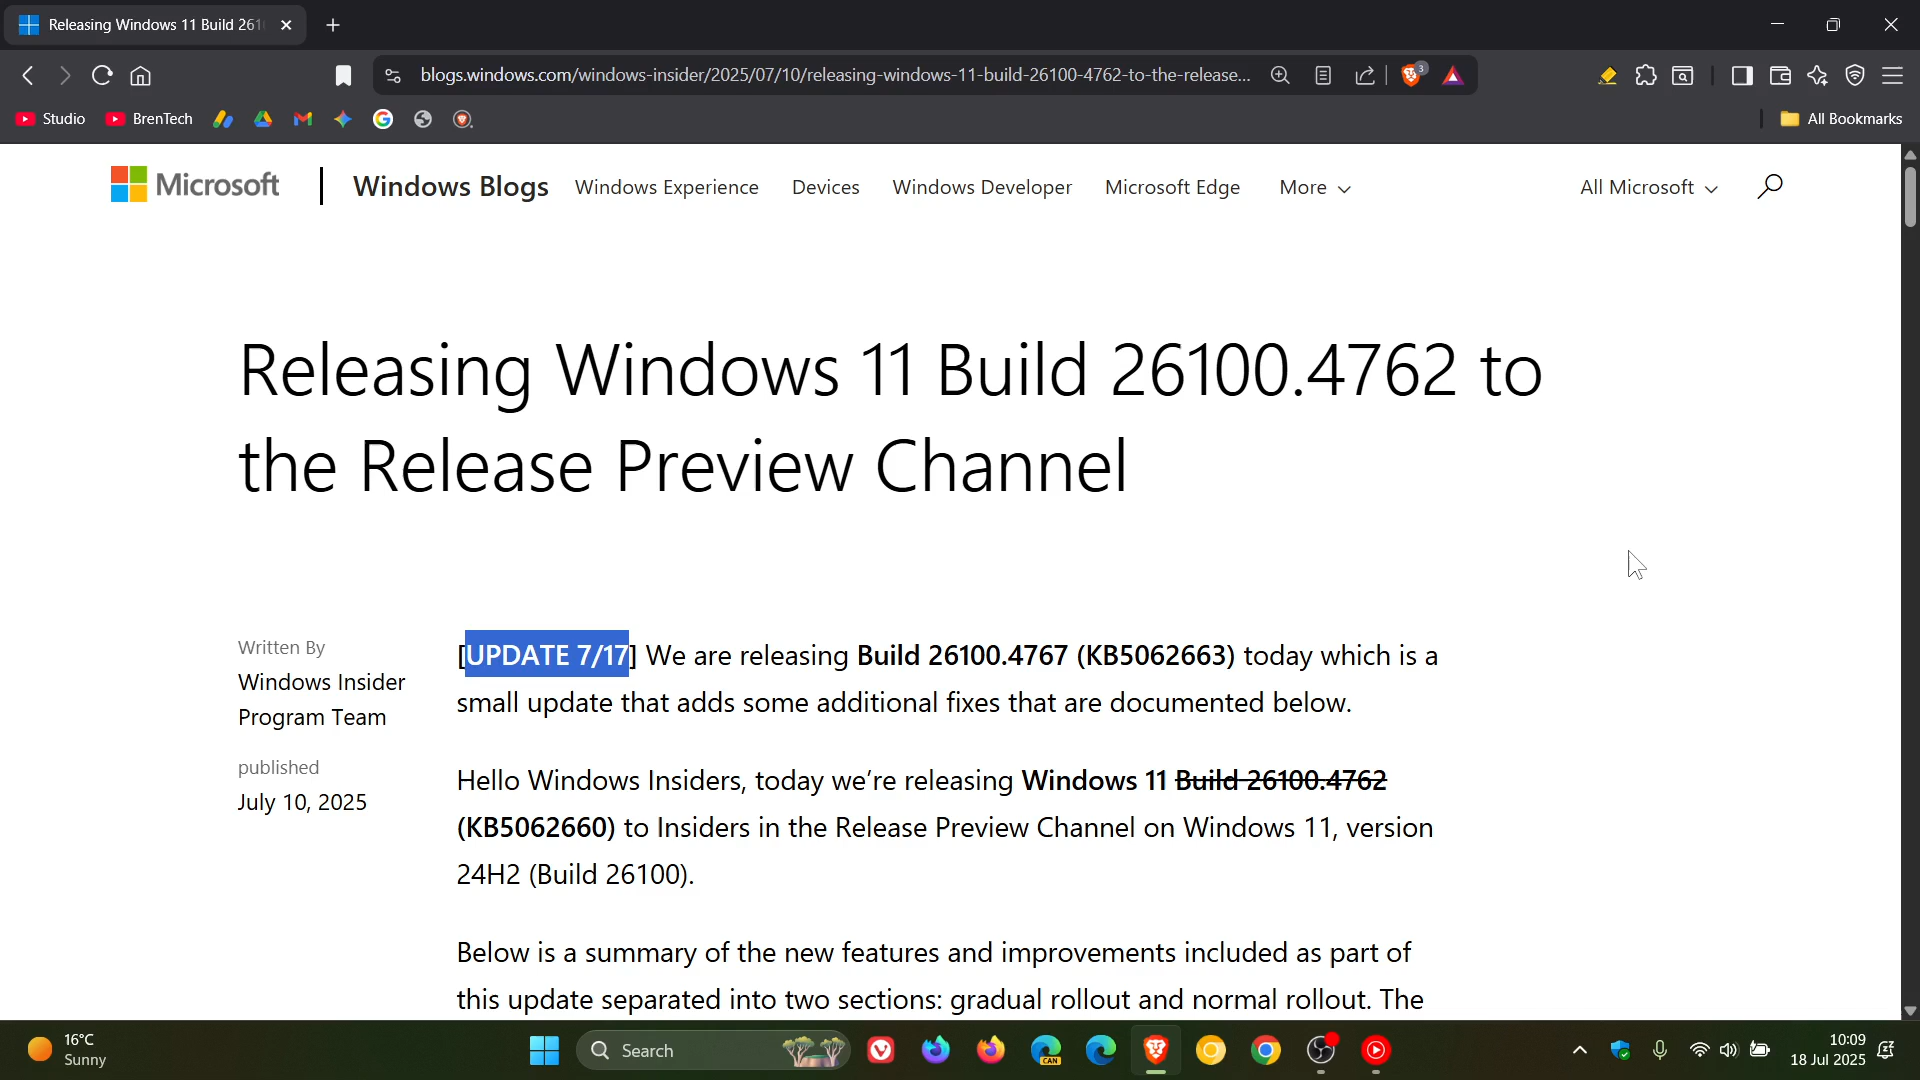 Releasing Windows 11 Build 261
blogs.windows.com/windows-insider/2025/07/10/releasing-windows-11-build-26100-4762-to-the-release...
3
Studio
BrenTech
All Bookmarks
Microsoft
Windows Blogs
Windows Experience
Devices
Windows Developer
Microsoft Edge
More
All Microsoft
Releasing Windows 11 Build 26100.4762 to
the Release Preview Channel
Written By
Windows Insider
Program Team
published
July 10, 2025
[UPDATE 7/17] We are releasing Build 26100.4767 (KB5062663) today which is a
small update that adds some additional fixes that are documented below.
Hello Windows Insiders, today we’re releasing Windows 11 Build 26100.4762
(KB5062660) to Insiders in the Release Preview Channel on Windows 11, version
24H2 (Build 26100).
Below is a summary of the new features and improvements included as part of
this update separated into two sections: gradual rollout and normal rollout. The
16°C
Sunny
Search
CAN
10:09
18 Jul 2025